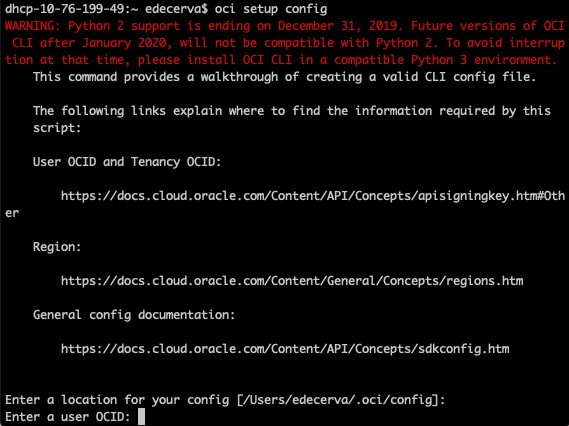 dhcp-10-76-199-49:~ edecerva$ oci setup config
WARNING: Python 2 support is ending on December 31, 2019. Future versions of OCI
CLI after January 2020, will not be compatible with Python 2. To avoid interrup
tion at that time, please install OCI CLI in a compatible Python 3 environment.
This command provides a walkthrough of creating a valid CLI config file.
The following links explain where to find the information required by this
script:
User OCID and Tenancy OCID:
https://docs.cloud.oracle.com/Content/API/Concepts/apisigningkey.htm#Oth
er
Region:
https://docs.cloud.oracle.com/Content/General/Concepts/regions.htm
General config documentation:
https://docs.cloud.oracle.com/Content/API/Concepts/sdkconfig.htm
Enter a location for your config [/Users/edecerva/.oci/config]:
Enter a user OCID: